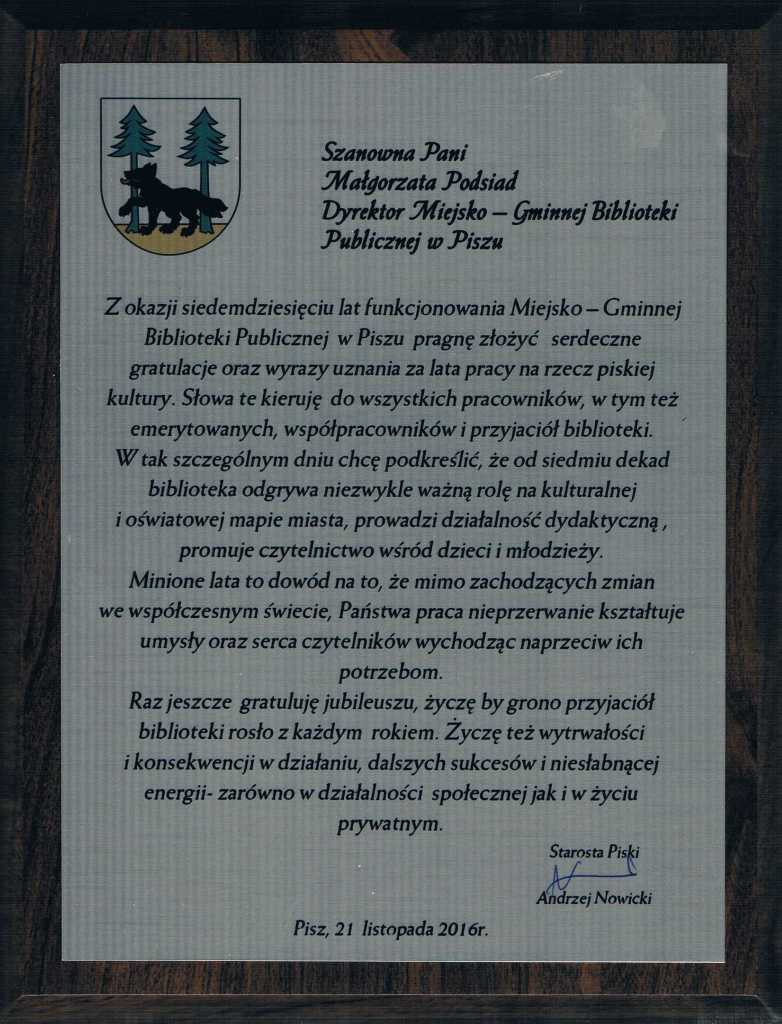 Szanowna Pani
Małgorzata Podsiad
Dyrektor Miejsko – Gminnej Biblioteki
Publicznej w Piszu
Z okazji siedemdziesięciu lat funkcjonowania Miejsko – Gminnej
Biblioteki Publicznej w Piszu pragnę złożyć serdeczne
gratulacje oraz wyrazy uznania za lata pracy na rzecz piskiej
kultury. Słowa te kieruję do wszystkich pracowników, w tym też
emerytowanych, współpracowników i przyjaciół biblioteki.
W tak szczególnym dniu chcę podkreślić, że od siedmiu dekad
biblioteka odgrywa niezwykle ważną rolę na kulturalnej
i oświatowej mapie miasta, prowadzi działalność dydaktyczną ,
promuje czytelnictwo wśród dzieci i młodzieży.
Minione lata to dowód na to, że mimo zachodzących zmian
we współczesnym świecie, Państwa praca nieprzerwanie kształtuje
umysły oraz serca czytelników wychodząc naprzeciw ich
potrzebom.
Raz jeszcze gratuluję jubileuszu, życzę by grono przyjaciół
biblioteki rosło z każdym rokiem. Życzę też wytrwałości
i konsekwencji w działaniu, dalszych sukcesów i niesłabnącej
energii- zarówno w działalności społecznej jak i w życiu
prywatnym.
Starosta Piski
Andrzej Nowicki
Pisz, 21 listopada 2016r.